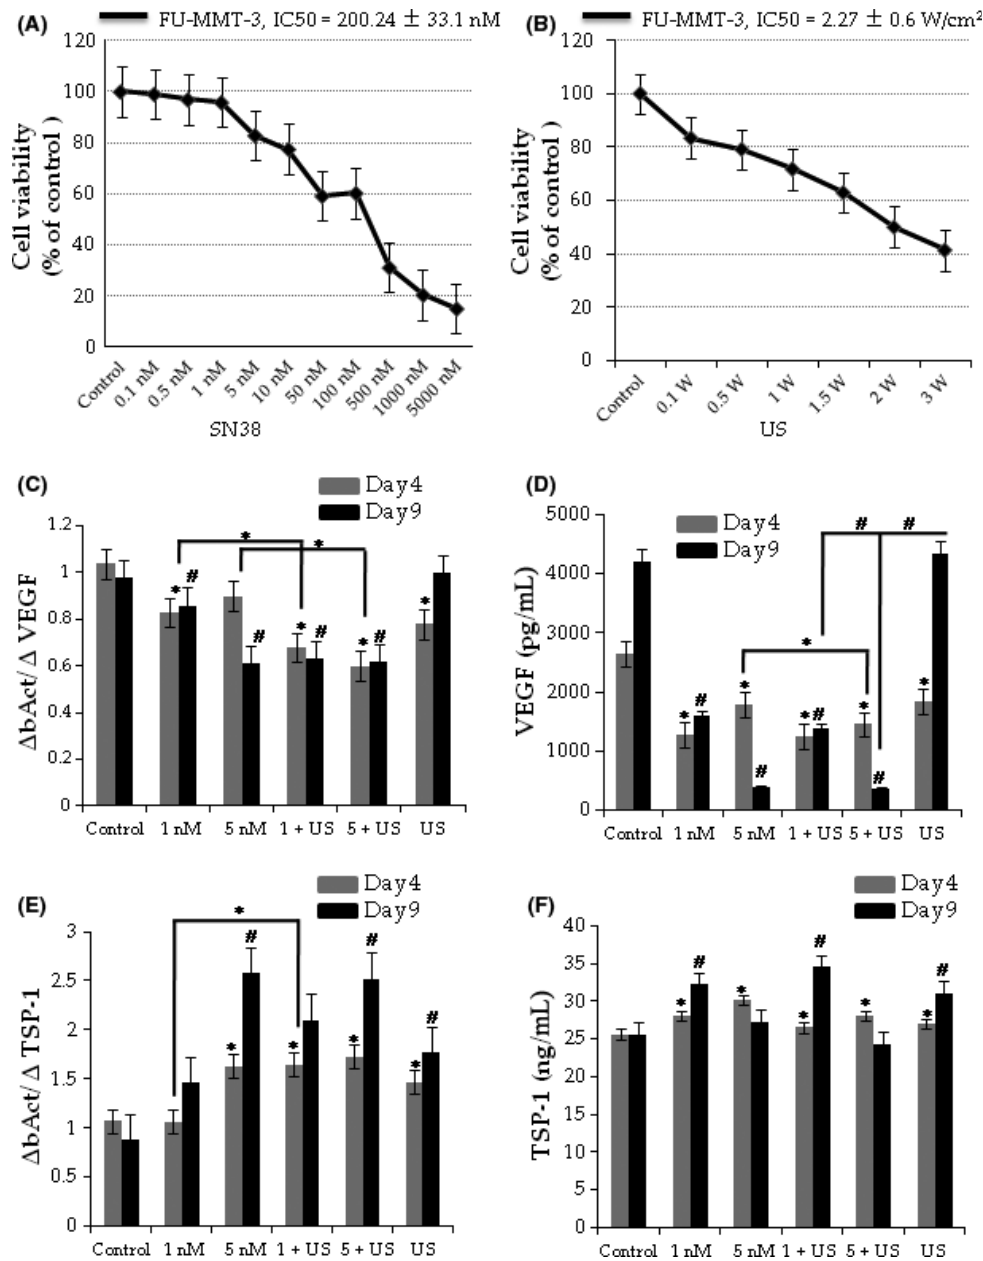 (A) FU-MMT-3, IC50 = 200.24 ± 33.1 nM
120
100
80
60
40
20
0
Cell viability
(% of control )
Control 0.1 nM 0.5 nM 1 nM 5 nM 10 nM 50 nM 100 nM 500 nM 1000 nM 5000 nM
SN38
(B) FU-MMT-3, IC50 = 2.27 ± 0.6 W/cm²
120
100
80
60
40
20
0
Cell viability
(% of control )
Control 0.1 W 0.5 W 1 W 1.5 W 2 W 3 W
US
(C)
Day4
Day9
1.2
1
0.8
0.6
0.4
0.2
0
ΔbAct/Δ VEGF
* *
* # # * # * # *
Control 1 nM 5 nM 1 + US 5 + US US
(D)
Day4
Day9
5000
4000
3000
2000
1000
0
VEGF (pg/mL)
# #
*
* # * # * # * # *
Control 1 nM 5 nM 1 + US 5 + US US
(E)
Day4
Day9
3
2.5
2
1.5
1
0.5
0
ΔbAct/Δ TSP-1
*
* # * * # * #
Control 1 nM 5 nM 1 + US 5 + US US
(F)
Day4
Day9
40
35
30
25
20
15
10
5
0
TSP-1 (ng/mL)
* # * * # * * #
Control 1 nM 5 nM 1 + US 5 + US US